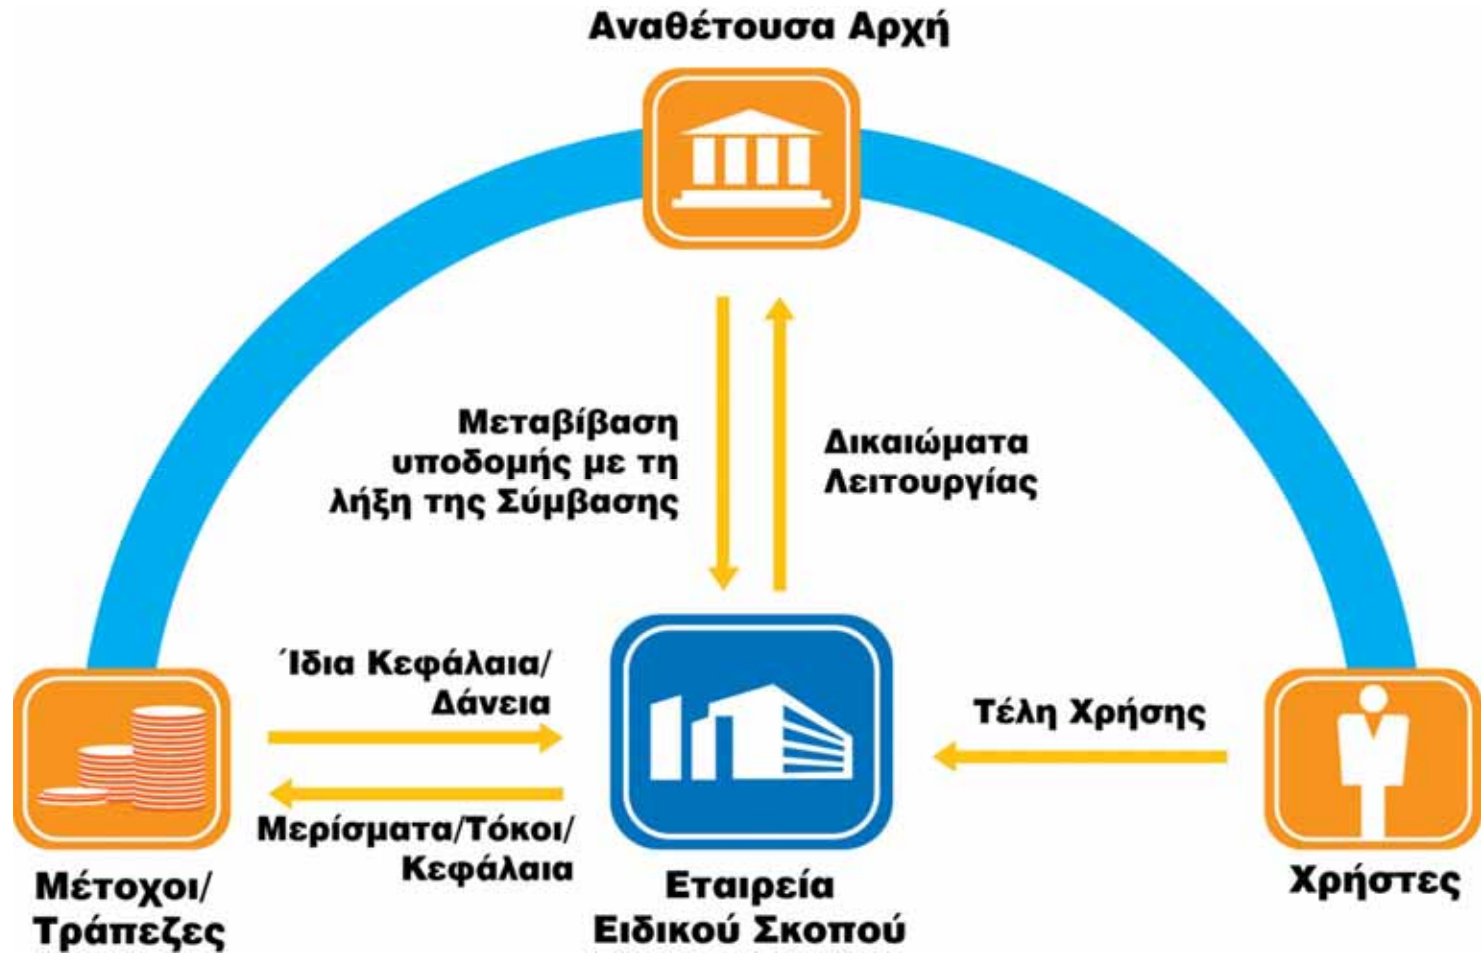 Αναθέτουσα Αρχή
Μεταβίβαση
υποδομής με τη
λήξη της Σύμβασης
Δικαιώματα
Λειτουργίας
Ίδια Κεφάλαια/
Δάνεια
Τέλη Χρήσης
Μερίσματα/Τόκοι/
Κεφάλαια
Μέτοχοι/
Τράπεζες
Εταιρεία
Ειδικού Σκοπού
Χρήστες